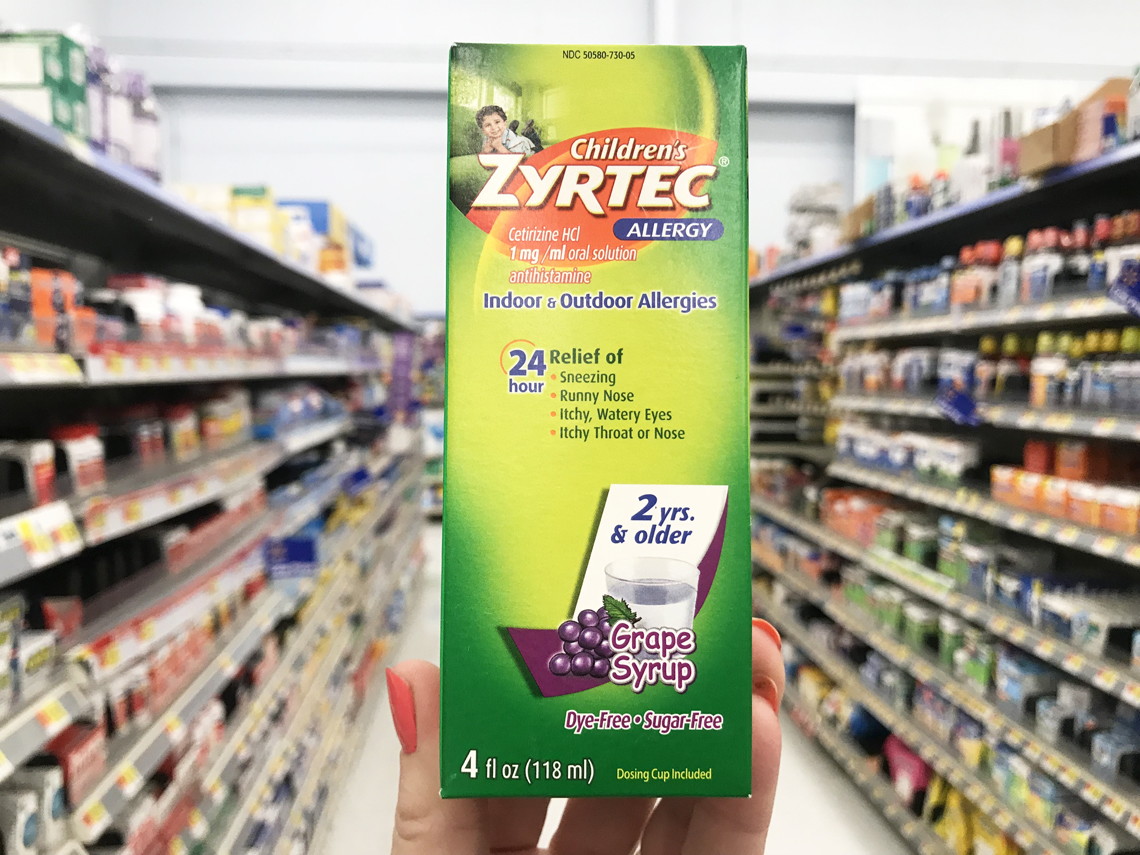 NDC 50580-730-05
Children's
ZYRTEC®
ALLERGY
Cetirizine HCl
1 mg /ml oral solution
antihistamine
Indoor & Outdoor Allergies
24 hour
Relief of
• Sneezing
• Runny Nose
• Itchy, Watery Eyes
• Itchy Throat or Nose
2 yrs.
& older
Grape
Syrup
Dye-Free • Sugar-Free
4 fl oz (118 ml)
Dosing Cup Included